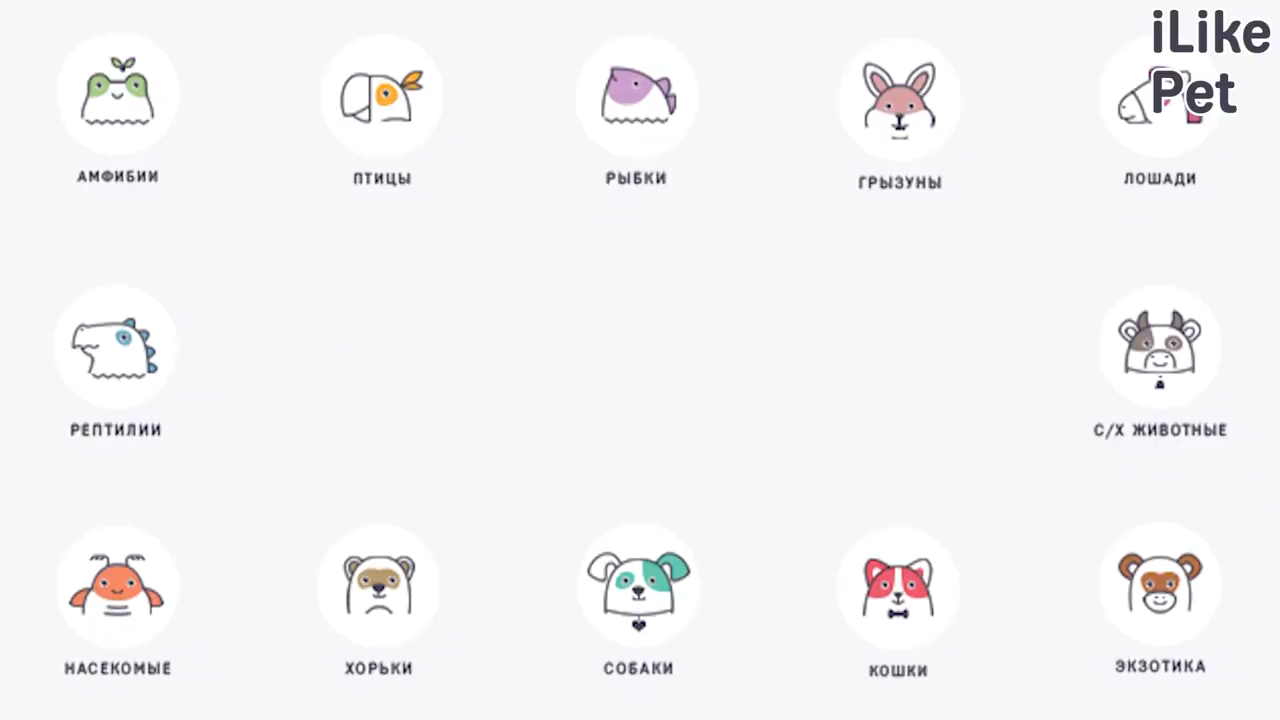 iLike
Pet
АМФИБИИ
ПТИЦЫ
РЫБКИ
ГРЫЗУНЫ
ЛОШАДИ
РЕПТИЛИИ
С/Х ЖИВОТНЫЕ
НАСЕКОМЫЕ
ХОРЬКИ
СОБАКИ
КОШКИ
ЭКЗОТИКА